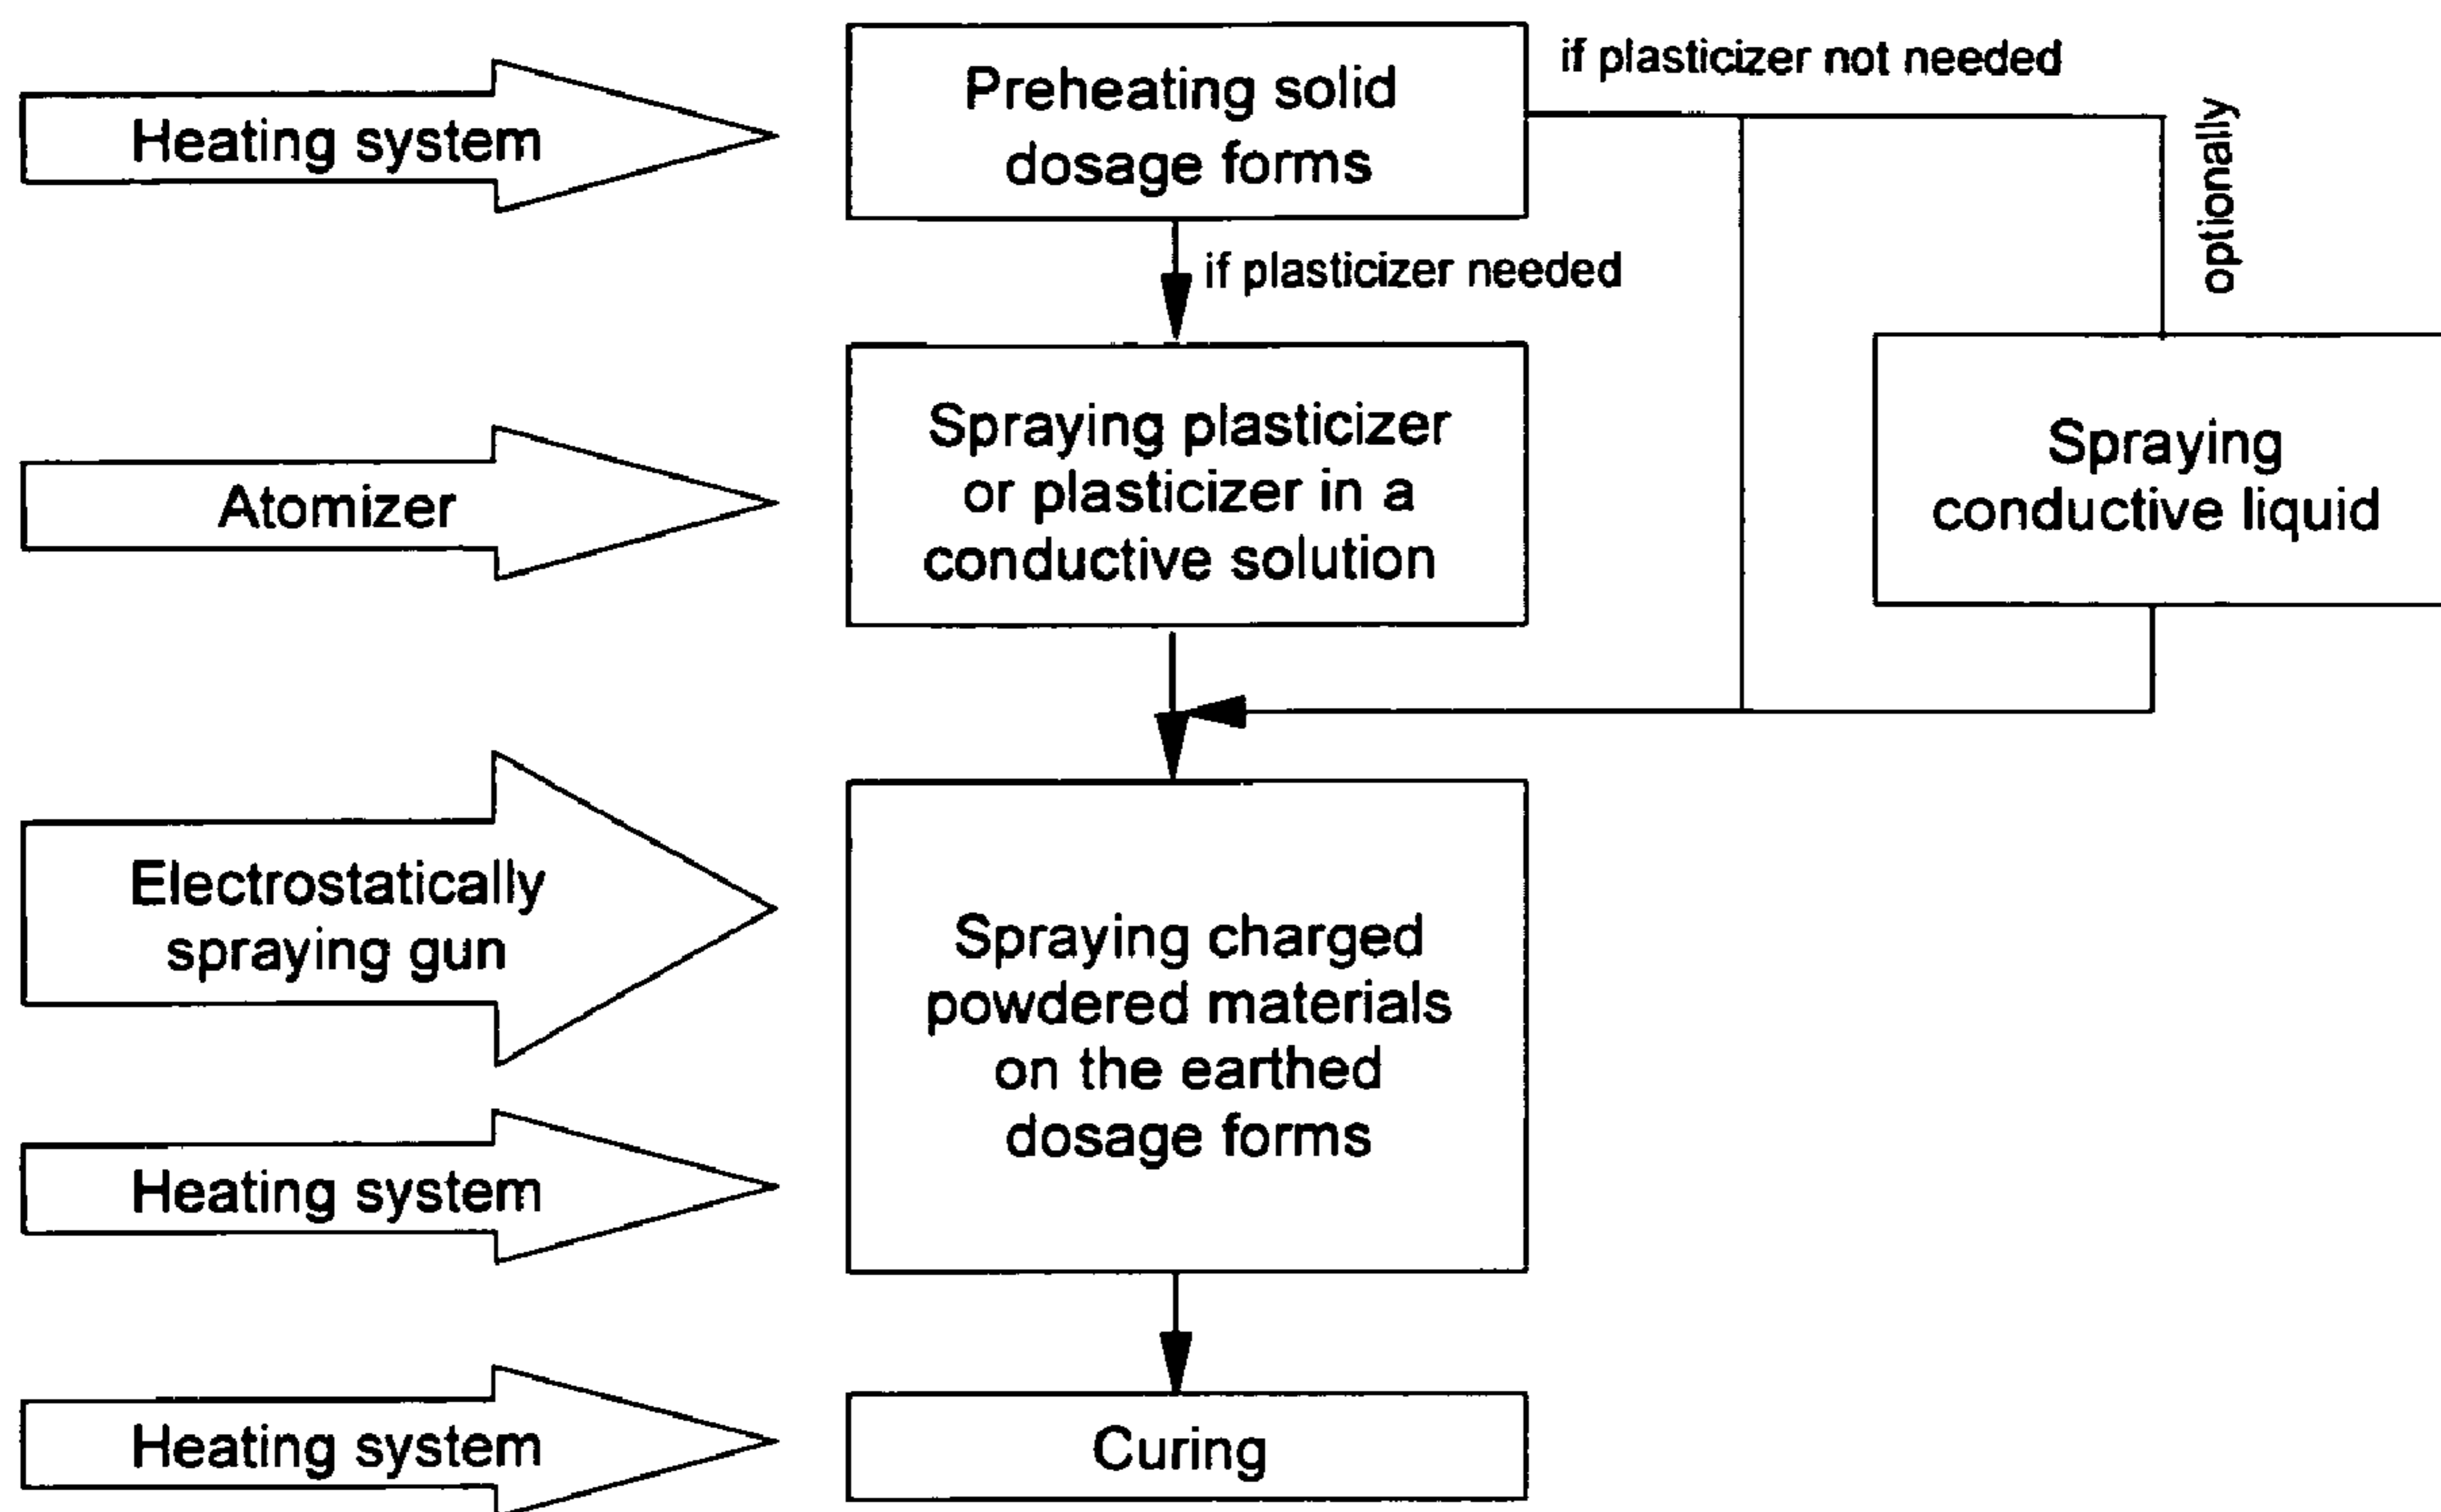 Heating system
Preheating solid
dosage forms
if plasticizer not needed
optionally
if plasticizer needed
Atomizer
Spraying plasticizer
or plasticizer in a
conductive solution
Spraying
conductive liquid
Electrostatically
spraying gun
Spraying charged
powdered materials
on the earthed
dosage forms
Heating system
Heating system
Curing